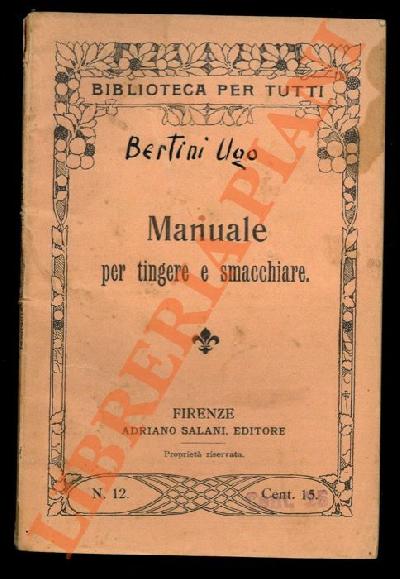 BIBLIOTECA PER TUTTI
Bertini Ugo
Manuale
per tingere e smacchiare.
FIRENZE
ADRIANO SALANI, EDITORE
Proprietà riservata.
N. 12.
Cent. 15.
LIBRERIA PIANI